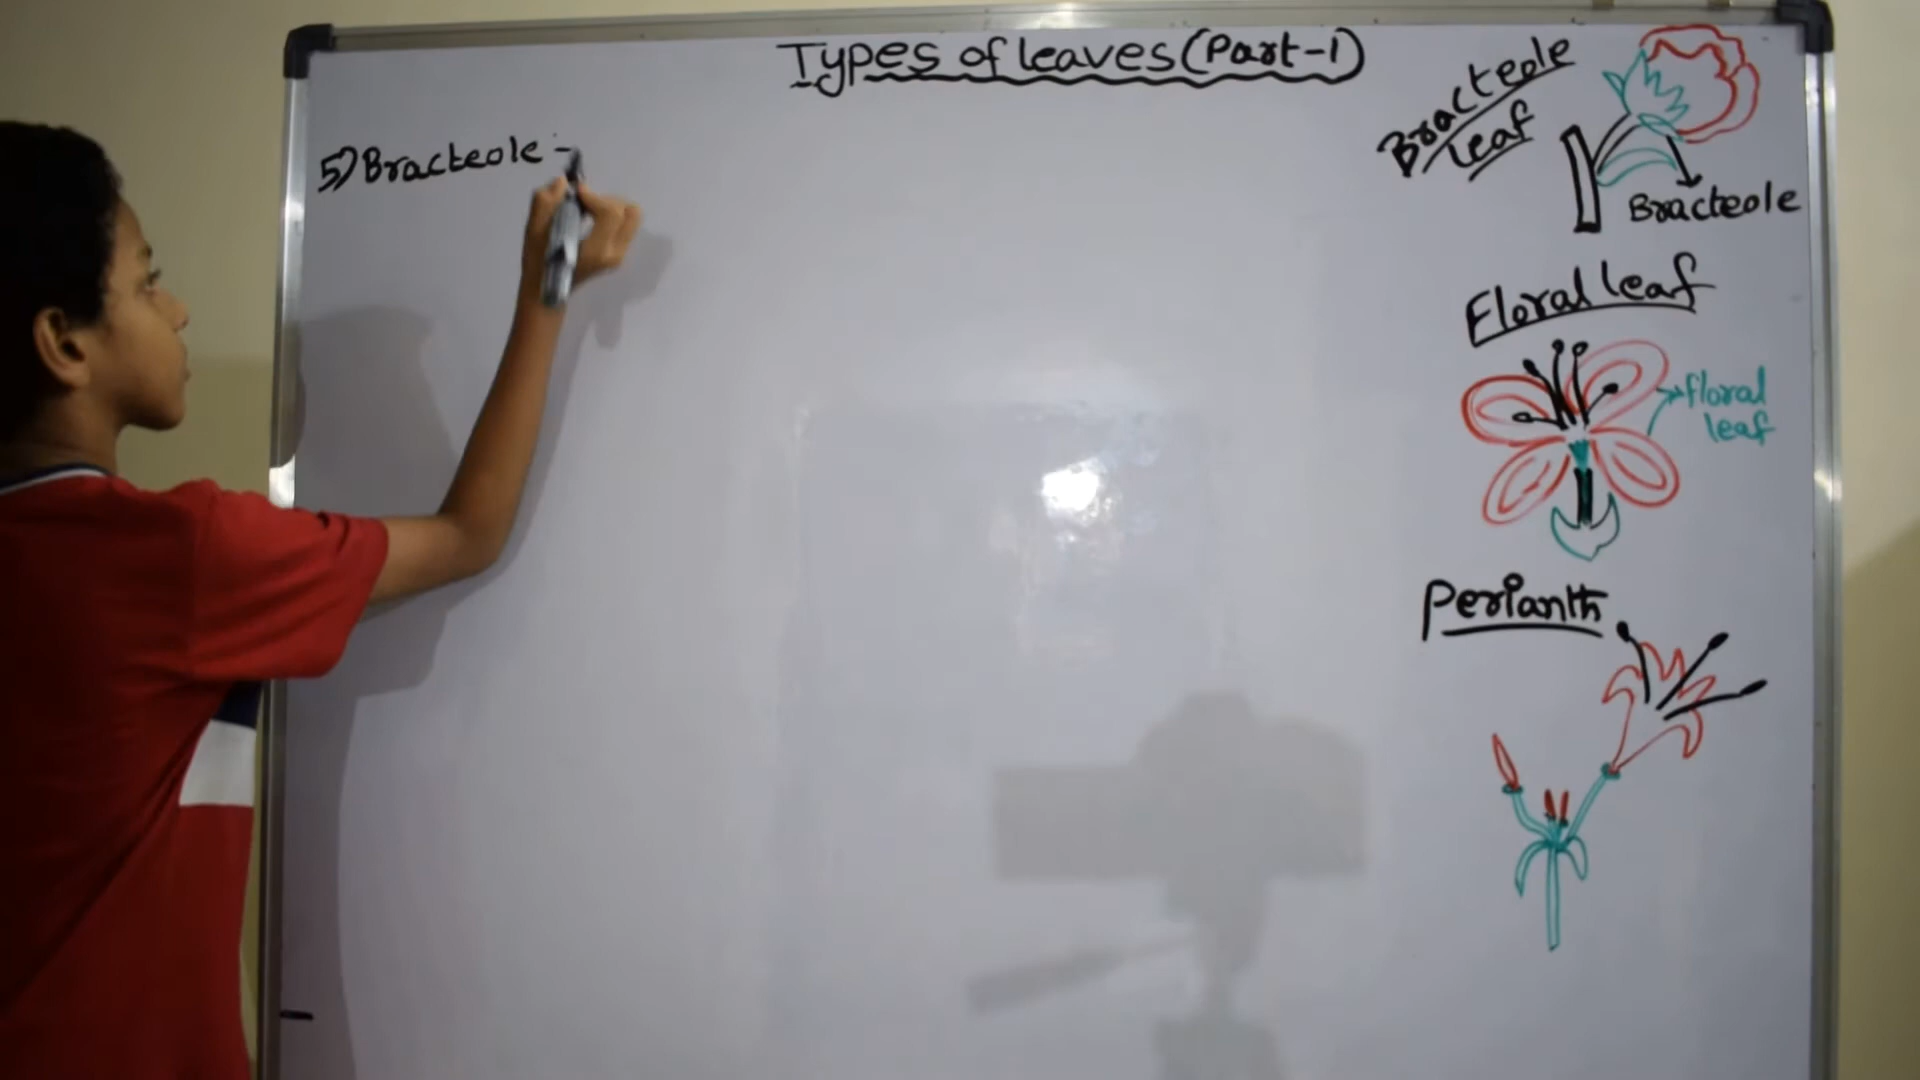 Types of leaves (Part-1)
5) Bracteole -
Bracteole
leaf
Bracteole
Floral leaf
floral
leaf
Perianth